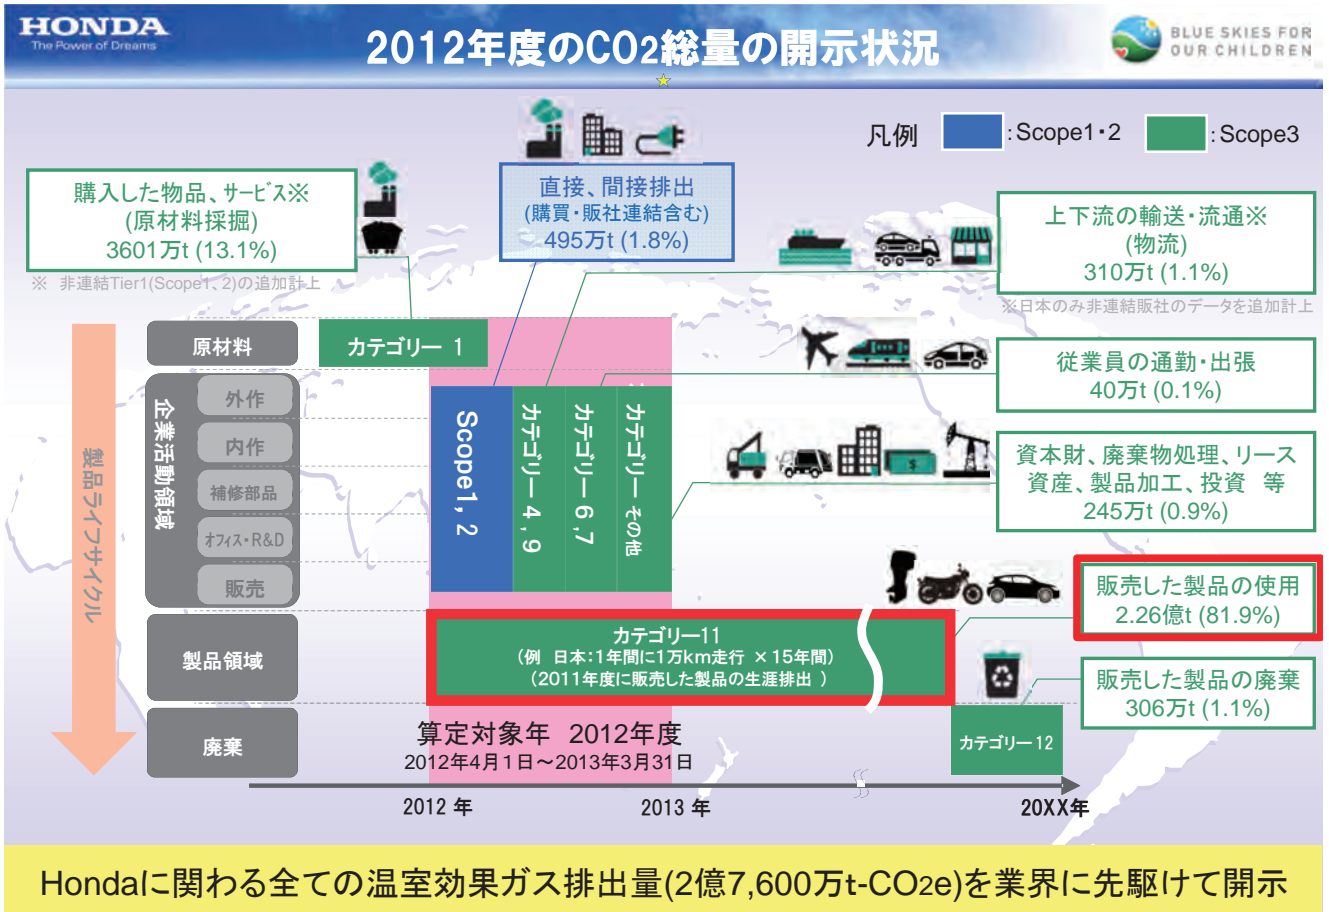 HONDA
The Power of Dreams
2012年度のCO2総量の開示状況
BLUE SKIES FOR
OUR CHILDREN
凡例
:Scope1・2
:Scope3
購入した物品、サービス※
(原材料採掘)
3601万t (13.1%)
※ 非連結Tier1(Scope1、2)の追加計上
直接、間接排出
(購買・販社連結含む)
495万t (1.8%)
上下流の輸送・流通※
(物流)
310万t (1.1%)
※日本のみ非連結販社のデータを追加計上
従業員の通勤・出張
40万t (0.1%)
資本財、廃棄物処理、リース
資産、製品加工、投資 等
245万t (0.9%)
販売した製品の使用
2.26億t (81.9%)
販売した製品の廃棄
306万t (1.1%)
製品ライフサイクル
原材料
企業活動領域
外作
内作
補修部品
オフィス・R&D
販売
製品領域
廃棄
カテゴリー 1
Scope1, 2
カテゴリー 4 , 9
カテゴリー 6 , 7
カテゴリー その他
カテゴリー11
(例 日本:1年間に1万km走行 ×15年間)
(2011年度に販売した製品の生涯排出 )
カテゴリー 12
算定対象年 2012年度
2012年4月1日～2013年3月31日
2012 年
2013 年
20XX年
Hondaに関わる全ての温室効果ガス排出量(2億7,600万t-CO2e)を業界に先駆けて開示